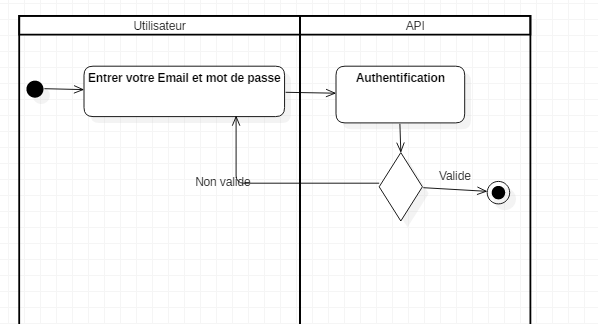 Utilisateur
API
Entrer votre Email et mot de passe
Authentification
Valide
Non valide